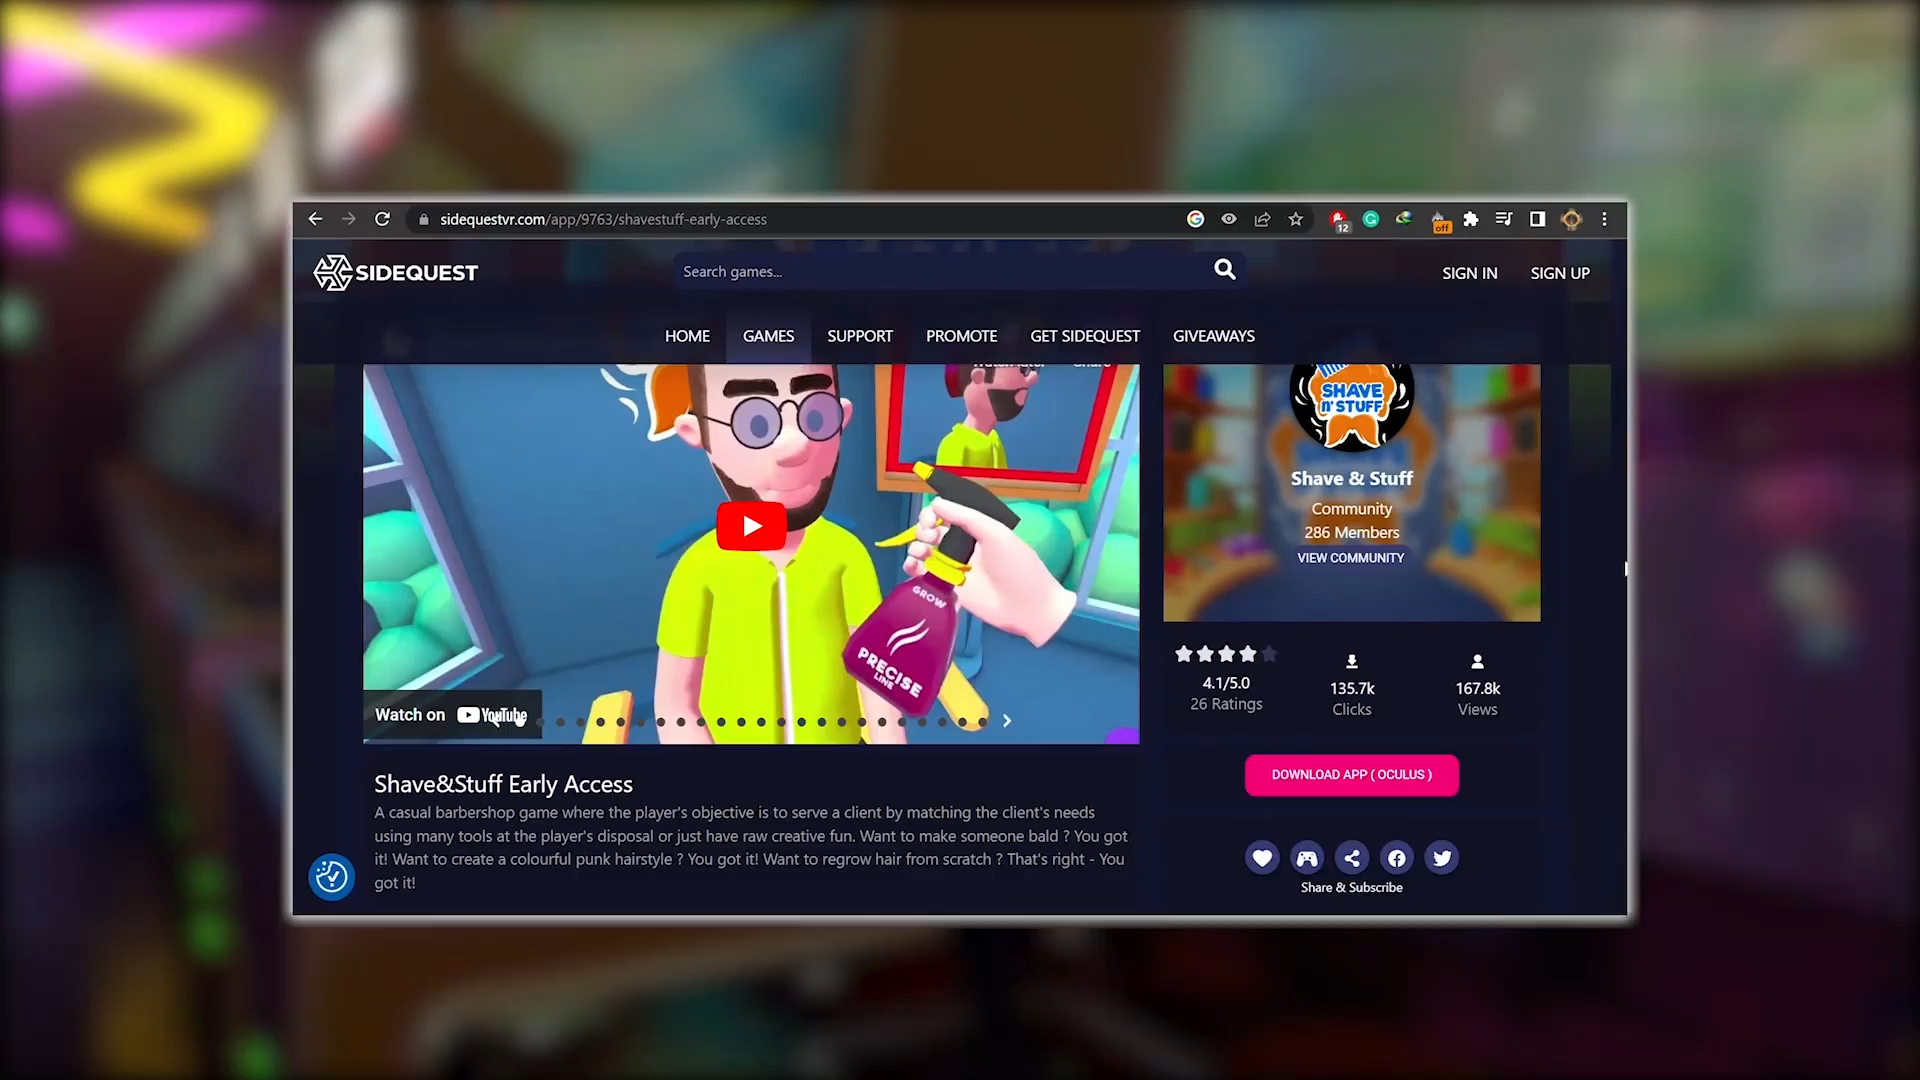 sidequestvr.com/app/9763/shavestuff-early-access
12
off
SIDEQUEST
Search games...
SIGN IN
SIGN UP
HOME
GAMES
SUPPORT
PROMOTE
GET SIDEQUEST
GIVEAWAYS
SHAVE
n' STUFF
Shave & Stuff
Community
286 Members
VIEW COMMUNITY
GROW
PRECISE
LINE
Watch on YouTube
4.1/5.0
26 Ratings
135.7k
Clicks
167.8k
Views
DOWNLOAD APP ( OCULUS )
Share & Subscribe
Shave&Stuff Early Access
A casual barbershop game where the player's objective is to serve a client by matching the client's needs
using many tools at the player's disposal or just have raw creative fun. Want to make someone bald ? You got
it! Want to create a colourful punk hairstyle ? You got it! Want to regrow hair from scratch ? That's right - You
got it!